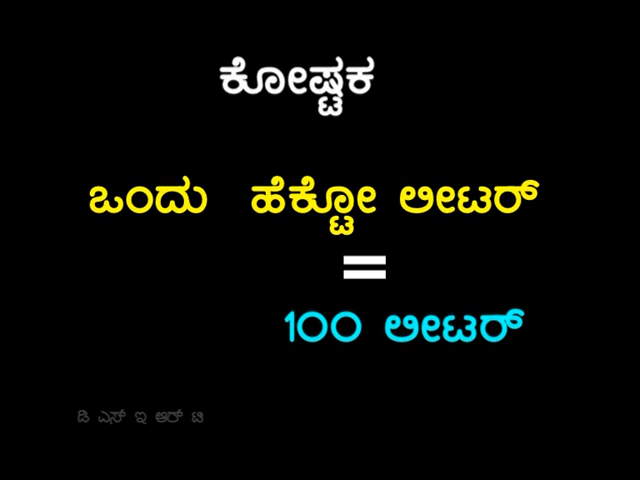 ಕೋಷ್ಟಕ
ಒಂದು ಹೆಕ್ಟೋ ಲೀಟರ್
=
100 ಲೀಟರ್
ಡಿ ಎಸ್ ಇ ಆರ್ ಟಿ